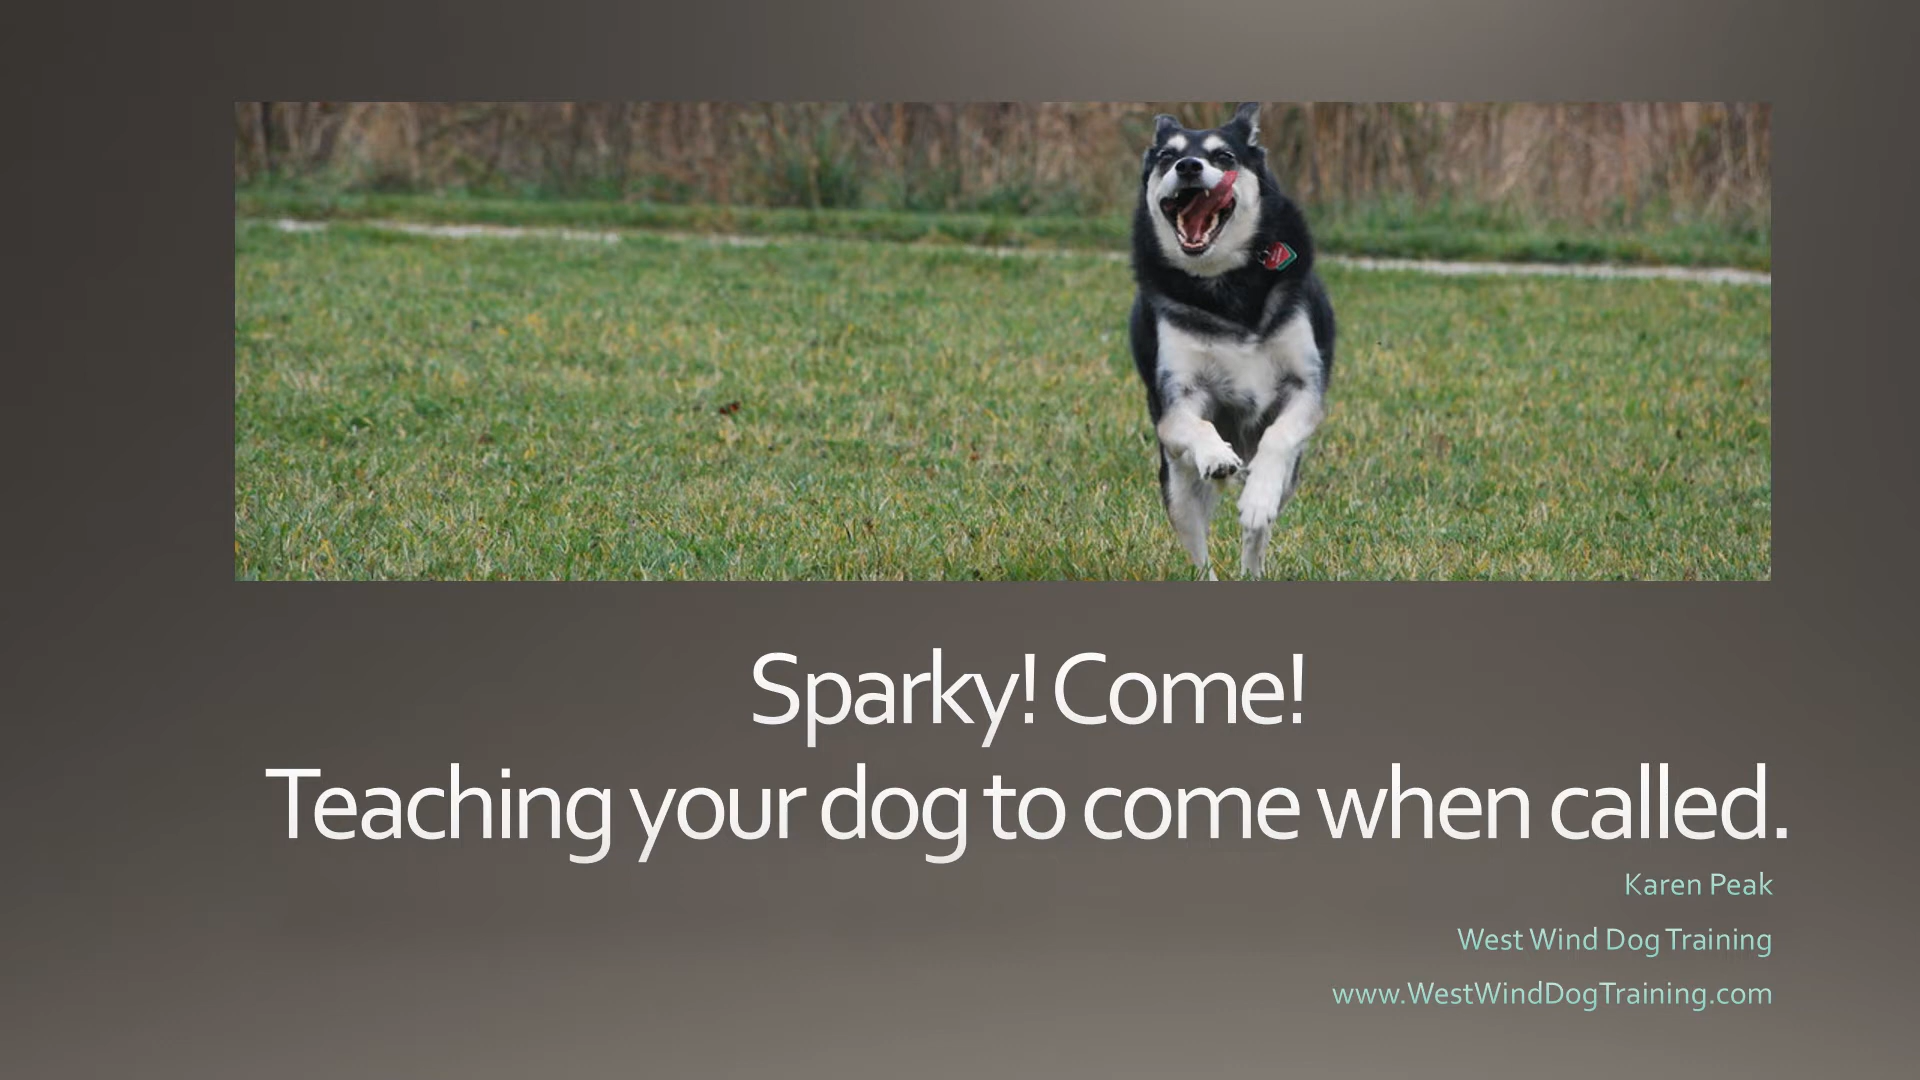 Sparky! Come!
Teaching your dog to come when called.
Karen Peak
West Wind Dog Training
www.WestWindDogTraining.com